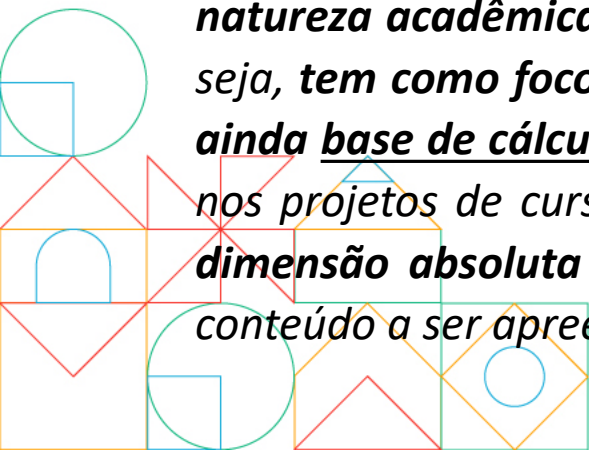 natureza acadêmica
seja, tem como foco
ainda base de cálcu
nos projetos de curs
dimensão absoluta
conteúdo a ser apree